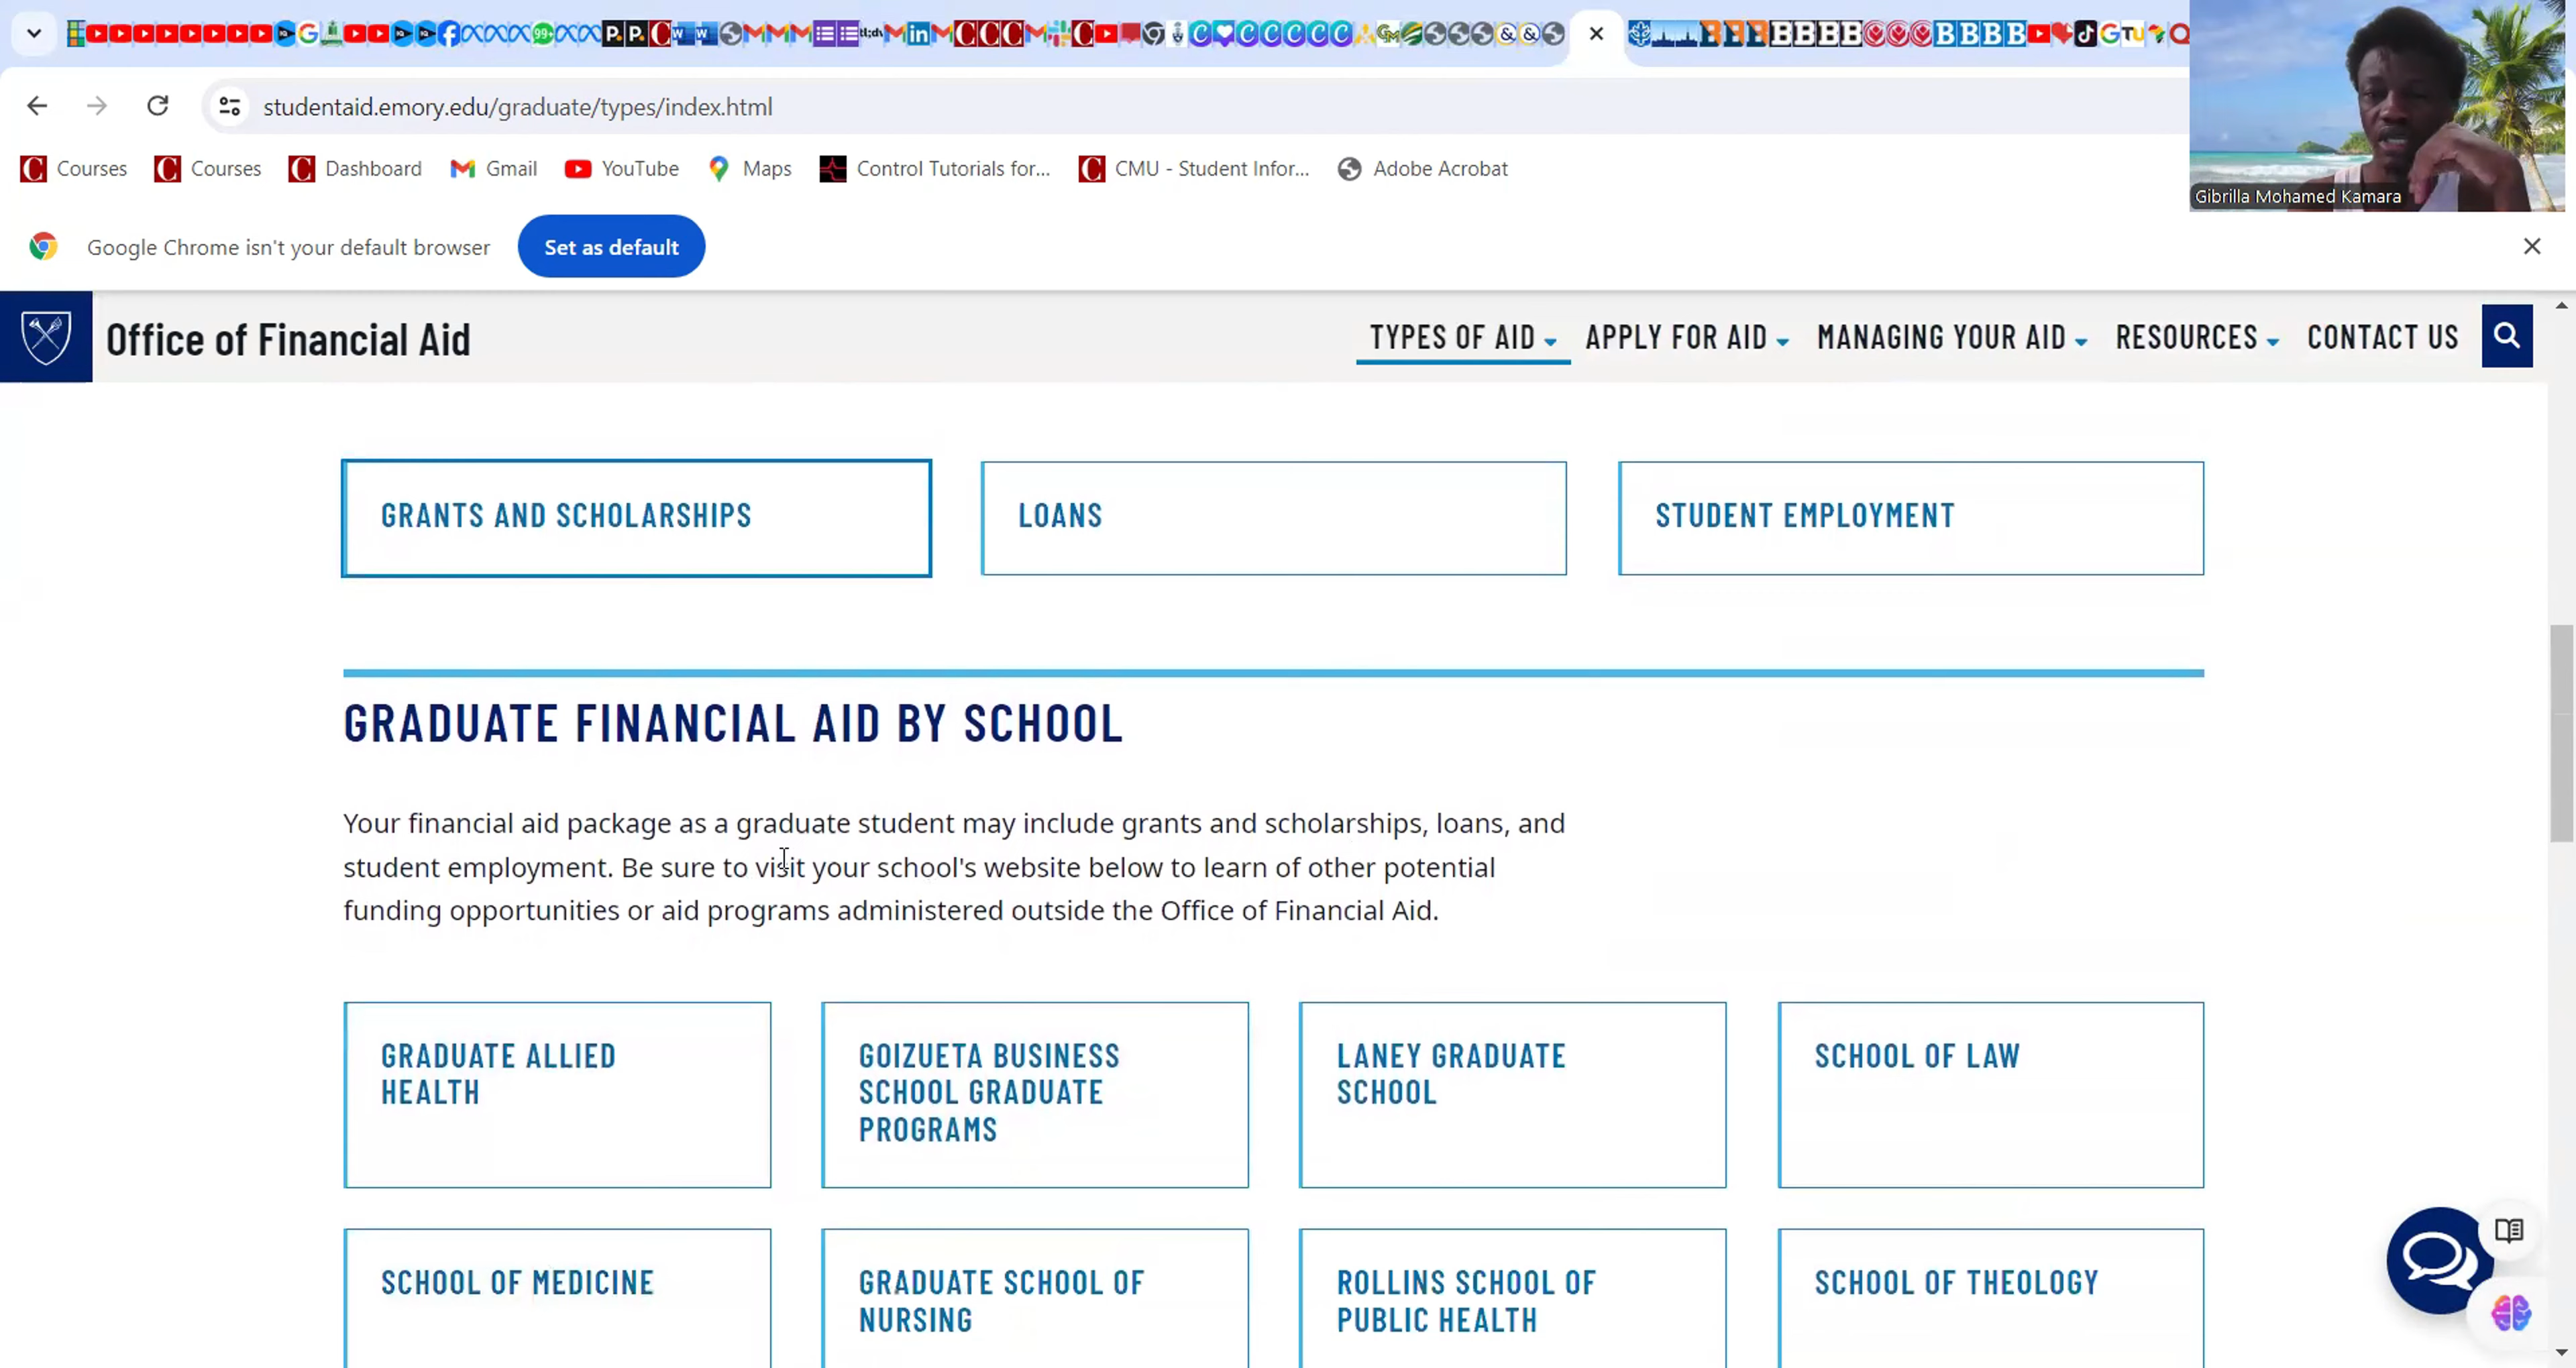 studentaid.emory.edu/graduate/types/index.html
Courses Courses Dashboard Gmail YouTube Maps Control Tutorials for... CMU - Student Infor... Adobe Acrobat
Gibrilla Mohamed Kamara
Google Chrome isn't your default browser Set as default
Office of Financial Aid TYPES OF AID APPLY FOR AID MANAGING YOUR AID RESOURCES CONTACT US
GRANTS AND SCHOLARSHIPS LOANS STUDENT EMPLOYMENT
GRADUATE FINANCIAL AID BY SCHOOL
Your financial aid package as a graduate student may include grants and scholarships, loans, and
student employment. Be sure to visit your school's website below to learn of other potential
funding opportunities or aid programs administered outside the Office of Financial Aid.
GRADUATE ALLIED
HEALTH
GOIZUETA BUSINESS
SCHOOL GRADUATE
PROGRAMS
LANEY GRADUATE
SCHOOL
SCHOOL OF LAW
SCHOOL OF MEDICINE
GRADUATE SCHOOL OF
NURSING
ROLLINS SCHOOL OF
PUBLIC HEALTH
SCHOOL OF THEOLOGY